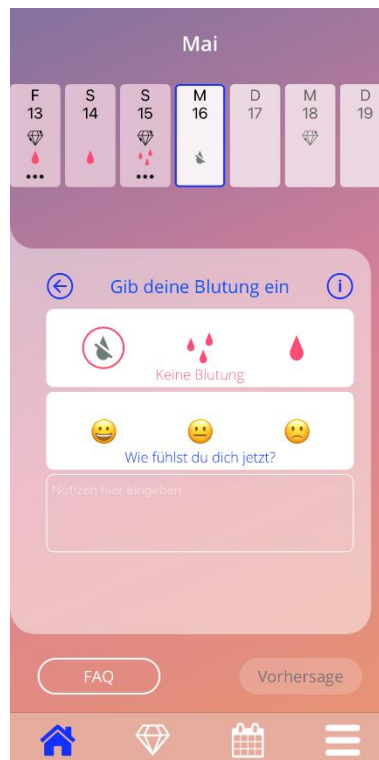 Mai
F S S M D M D
13 14 15 16 17 18 19
Gib deine Blutung ein
Keine Blutung
Wie fühlst du dich jetzt?
Notizen hier eingeben
FAQ Vorhersage